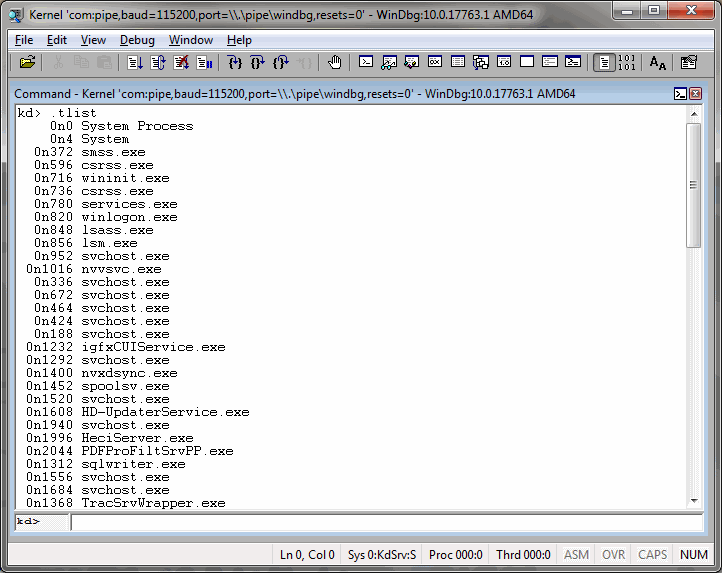 Kernel 'com:pipe,baud=115200,port=\\.\pipe\windbg,resets=0' - WinDbg:10.0.17763.1 AMD64
File Edit View Debug Window Help
Command - Kernel 'com:pipe,baud=115200,port=\\.\pipe\windbg,resets=0' - WinDbg:10.0.17763.1 AMD64
kd> .tlist
0n0 System Process
0n4 System
0n372 smss.exe
0n596 csrss.exe
0n716 wininit.exe
0n736 csrss.exe
0n780 services.exe
0n820 winlogon.exe
0n848 lsass.exe
0n856 lsm.exe
0n952 svchost.exe
0n1016 nvvsvc.exe
0n336 svchost.exe
0n672 svchost.exe
0n464 svchost.exe
0n424 svchost.exe
0n188 svchost.exe
0n1232 igfxCUIService.exe
0n1292 svchost.exe
0n1400 nvxdsync.exe
0n1452 spoolsv.exe
0n1520 svchost.exe
0n1608 HD-UpdaterService.exe
0n1940 svchost.exe
0n1996 HeciServer.exe
0n2044 PDFProFiltSrvPP.exe
0n1312 sqlwriter.exe
0n1556 svchost.exe
0n1684 svchost.exe
0n1368 TracSrvWrapper.exe
kd>
Ln 0, Col 0 Sys 0:KdSrv:S Proc 000:0 Thrd 000:0 ASM OVR CAPS NUM